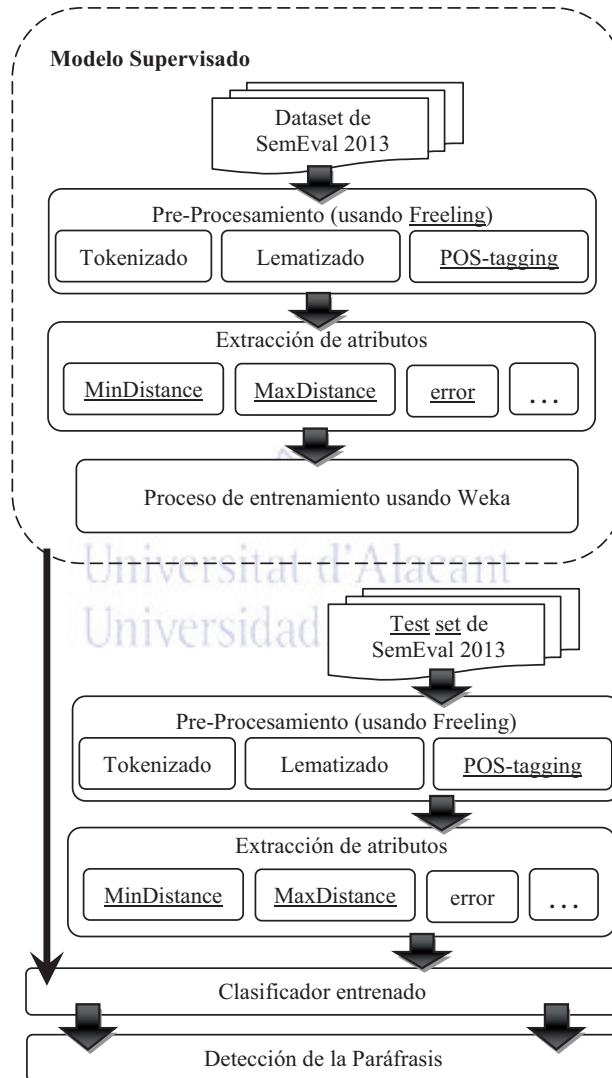 Modelo Supervisado
Dataset de
SemEval 2013
Pre-Procesamiento (usando Freeling)
Tokenizado
Lematizado
POS-tagging
Extracción de atributos
MinDistance
MaxDistance
error
...
Proceso de entrenamiento usando Weka
Universitat d'Alacant
Universidad
Test set de
SemEval 2013
Pre-Procesamiento (usando Freeling)
Tokenizado
Lematizado
POS-tagging
Extracción de atributos
MinDistance
MaxDistance
error
...
Clasificador entrenado
Detección de la Paráfrasis